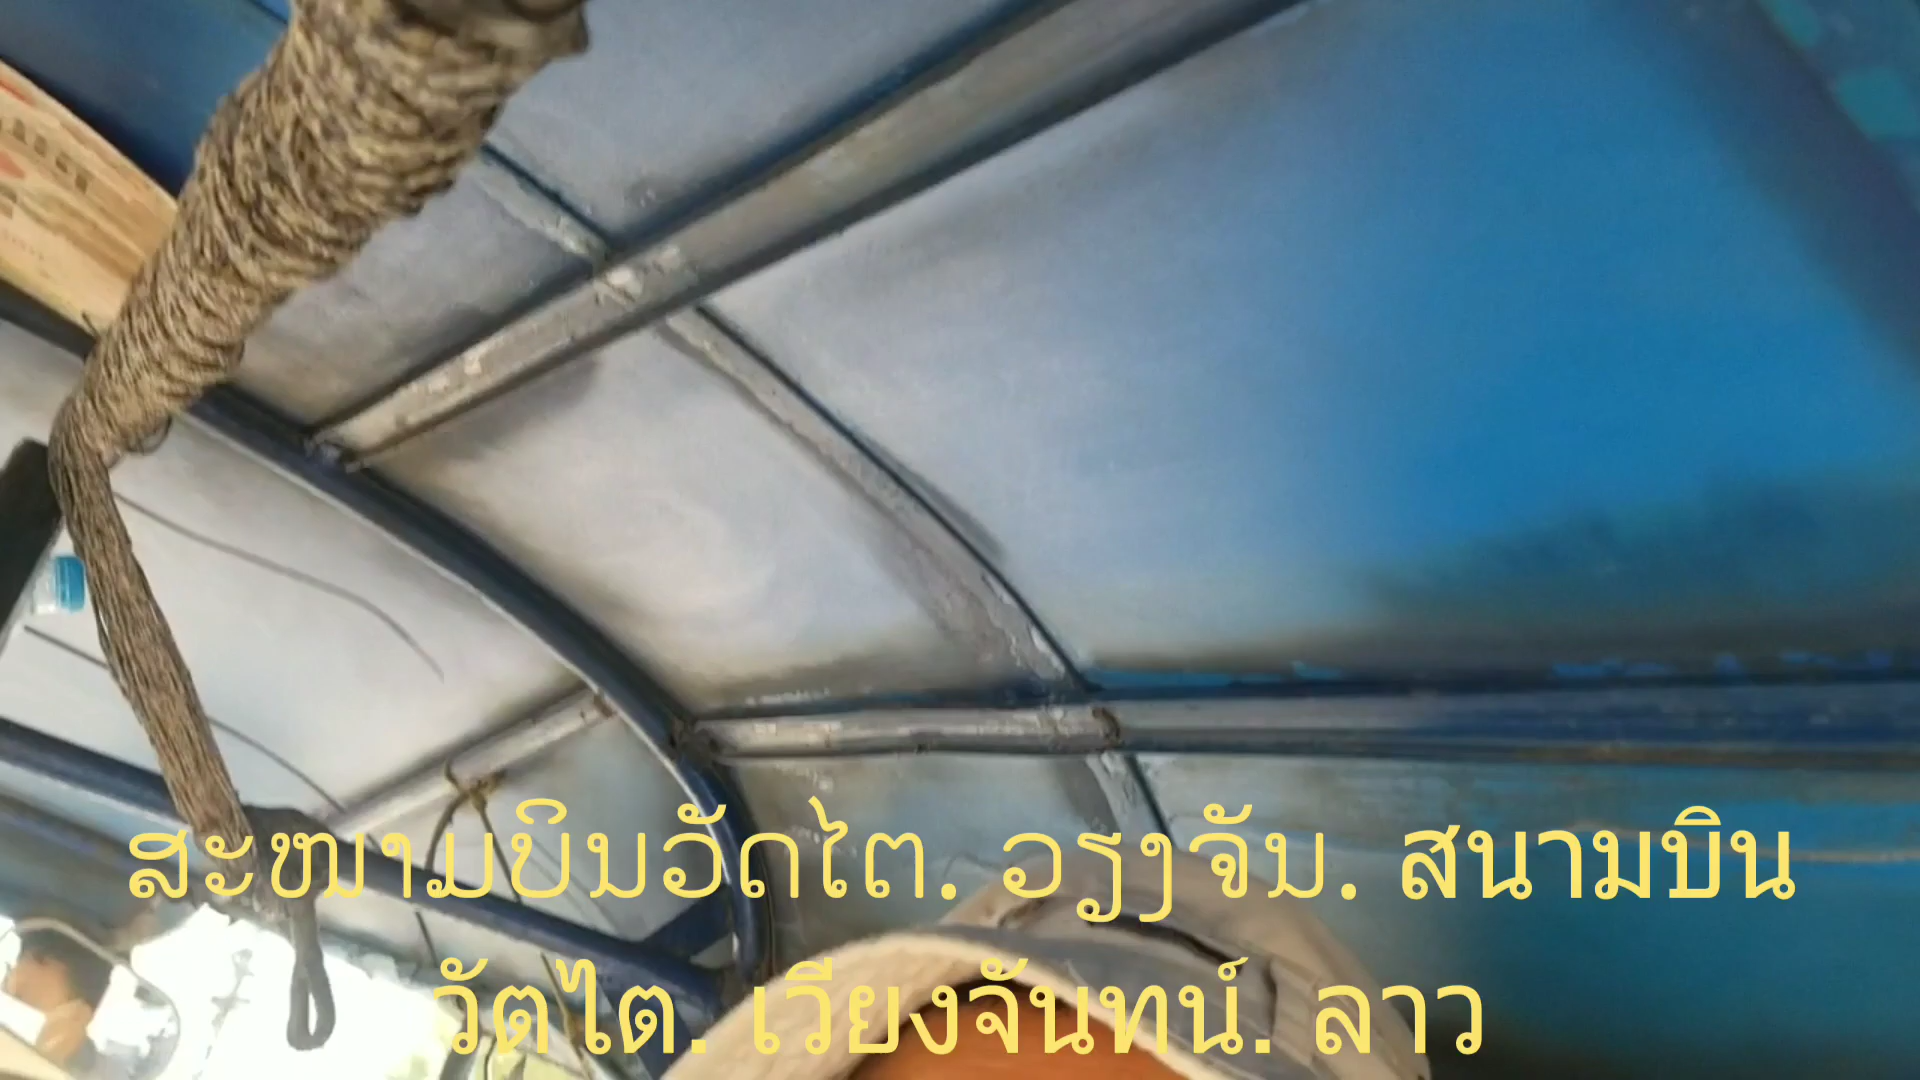 ສະໜາມບິນວັດໄຕ. ວຽງຈັນ. สนามบิน
วัตไต. เวียงจันทน์. ลาว